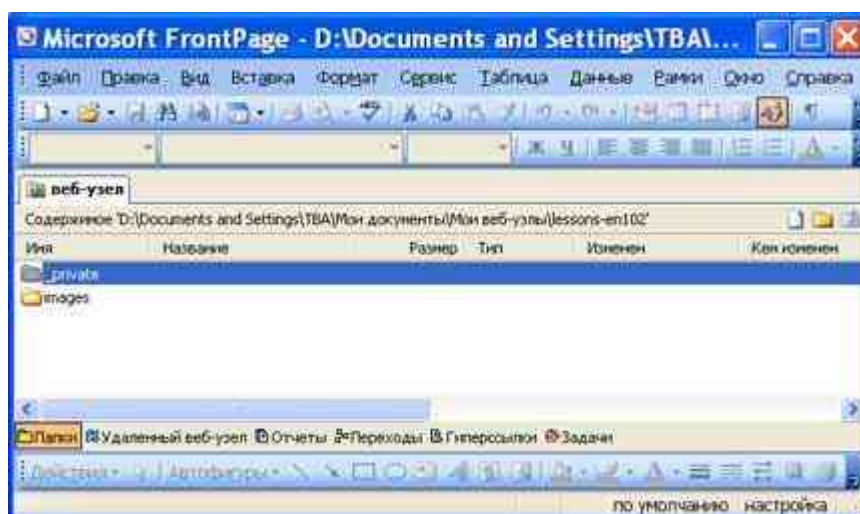 Microsoft FrontPage - D:\Documents and Settings\TBA\...
Файл Правка Вид Вставка Формат Сервис Таблица Данные Рамки Окно Справка
Ж Ч А
веб-узел
Содержимое 'D:\Documents and Settings\TBA\Мои документы\Мои веб-узлы\lessons-en102'
Имя Название Размер Тип Изменен Кем изменен
_private
images
Папки Удаленный веб-узел Отчеты Переходы Гиперссылки Задачи
Действия Автофигуры
по умолчанию настройка